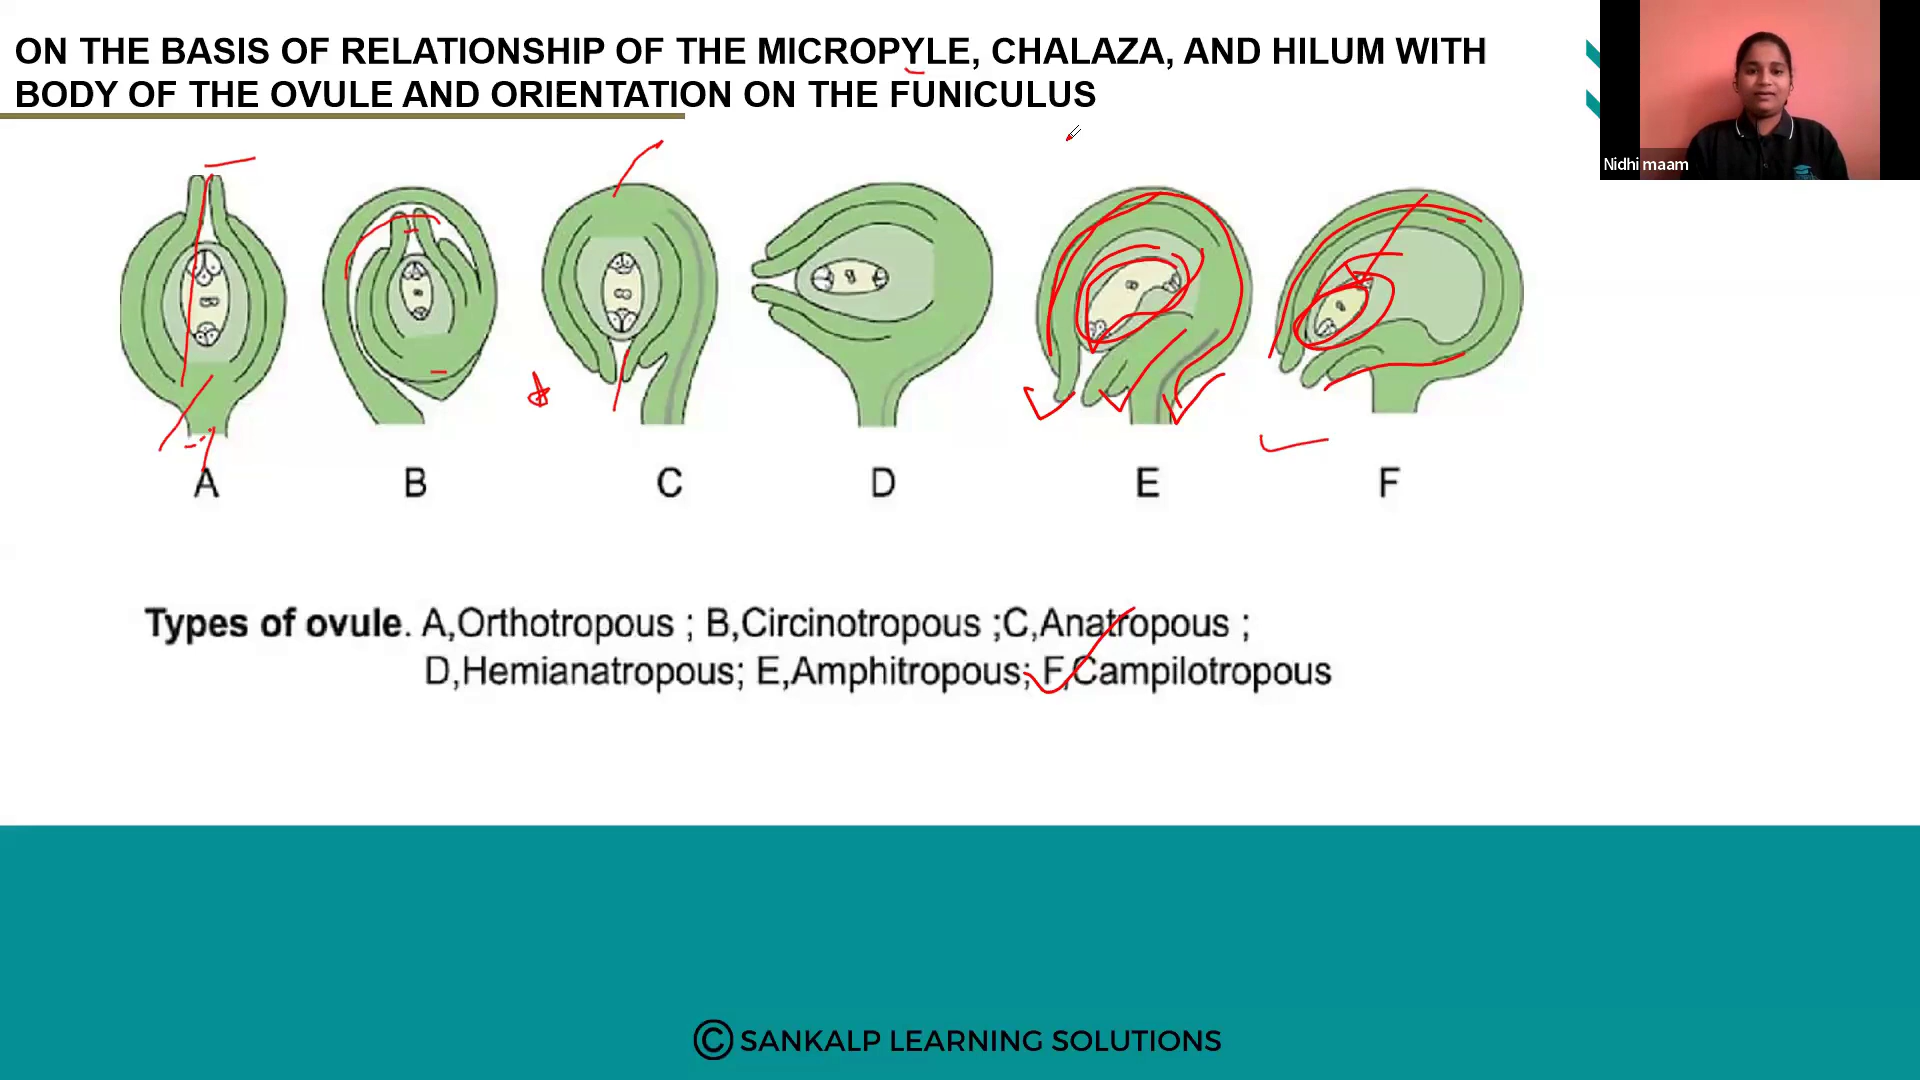 ON THE BASIS OF RELATIONSHIP OF THE MICROPYLE, CHALAZA, AND HILUM WITH
BODY OF THE OVULE AND ORIENTATION ON THE FUNICULUS
Nidhi maam
A
B
C
D
E
F
Types of ovule. A,Orthotropous ; B,Circinotropous ;C,Anatropous ;
D,Hemianatropous; E,Amphitropous; F,Campilotropous
© SANKALP LEARNING SOLUTIONS